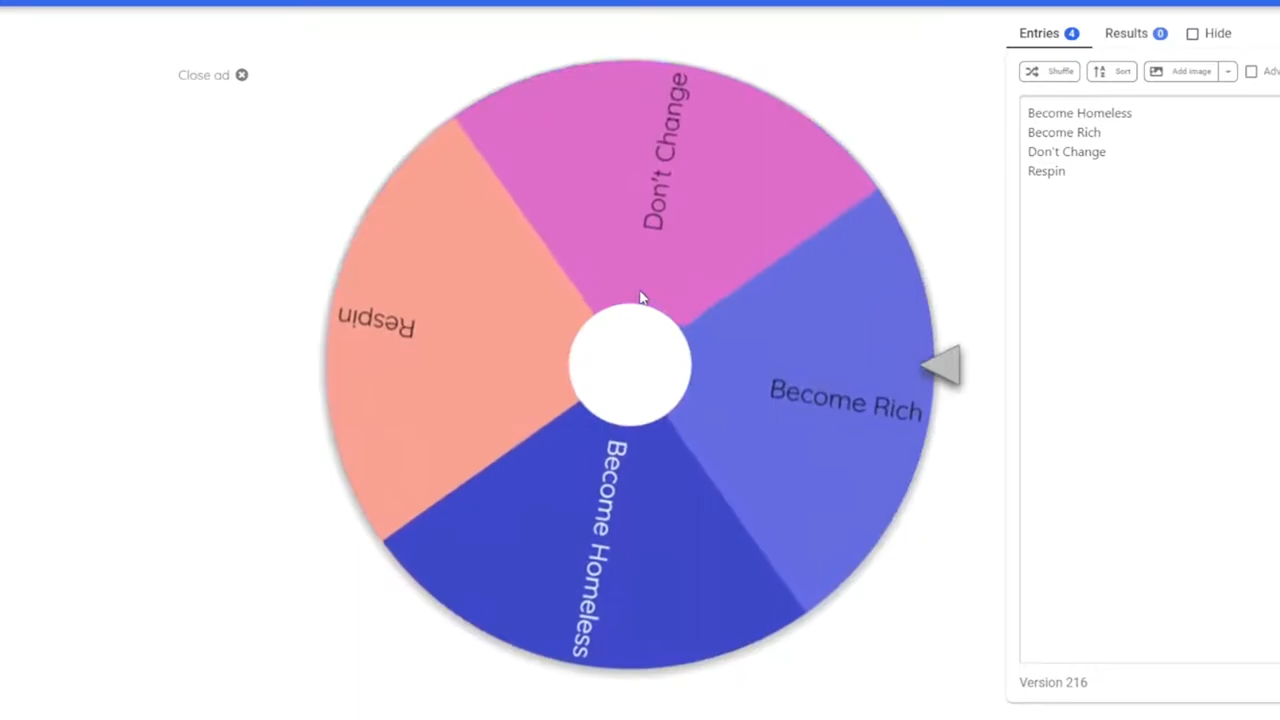 Entries 4 Results 0 Hide
Close ad
Shuffle Sort Add image
Become Homeless
Become Rich
Don't Change
Respin
Don't Change
Respin
Become Rich
Become Homeless
Version 216